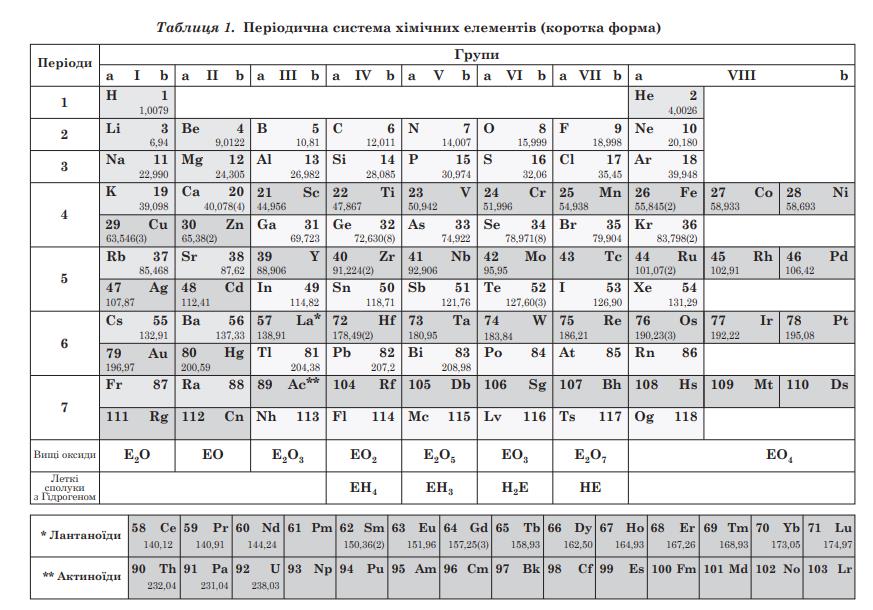 Таблиця 1. Періодична система хімічних елементів (коротка форма)
Періоди Групи
a I b a II b a III b a IV b a V b a VI b a VII b a VIII b
1 H 1 He 2
1,0079 4,0026
2 Li 3 Be 4 B 5 C 6 N 7 O 8 F 9 Ne 10
6,94 9,0122 10,81 12,011 14,007 15,999 18,998 20,180
3 Na 11 Mg 12 Al 13 Si 14 P 15 S 16 Cl 17 Ar 18
22,990 24,305 26,982 28,085 30,974 32,06 35,45 39,948
4 K 19 Ca 20 21 Sc 22 Ti 23 V 24 Cr 25 Mn 26 Fe 27 Co 28 Ni
39,098 40,078(4) 44,956 47,867 50,942 51,996 54,938 55,845(2) 58,933 58,693
29 Cu 30 Zn Ga 31 Ge 32 As 33 Se 34 Br 35 Kr 36
63,546(3) 65,38(2) 69,723 72,630(8) 74,922 78,971(8) 79,904 83,798(2)
5 Rb 37 Sr 38 39 Y 40 Zr 41 Nb 42 Mo 43 Tc 44 Ru 45 Rh 46 Pd
85,468 87,62 88,906 91,224(2) 92,906 95,95 101,07(2) 102,91 106,42
47 Ag 48 Cd In 49 Sn 50 Sb 51 Te 52 I 53 Xe 54
107,87 112,41 114,82 118,71 121,76 127,60(3) 126,90 131,29
6 Cs 55 Ba 56 57 La* 72 Hf 73 Ta 74 W 75 Re 76 Os 77 Ir 78 Pt
132,91 137,33 138,91 178,49(2) 180,95 183,84 186,21 190,23(3) 192,22 195,08
79 Au 80 Hg Tl 81 Pb 82 Bi 83 Po 84 At 85 Rn 86
196,97 200,59 204,38 207,2 208,98
7 Fr 87 Ra 88 89 Ac** 104 Rf 105 Db 106 Sg 107 Bh 108 Hs 109 Mt 110 Ds
111 Rg 112 Cn Nh 113 Fl 114 Mc 115 Lv 116 Ts 117 Og 118
Вищі оксиди E₂O EO E₂O₃ EO₂ E₂O₅ EO₃ E₂O₇ EO₄
Леткі
сполуки
з Гідрогеном EH₄ EH₃ H₂E HE
* Лантаноїди 58 Ce 59 Pr 60 Nd 61 Pm 62 Sm 63 Eu 64 Gd 65 Tb 66 Dy 67 Ho 68 Er 69 Tm 70 Yb 71 Lu
140,12 140,91 144,24 150,36(2) 151,96 157,25(3) 158,93 162,50 164,93 167,26 168,93 173,05 174,97
** Актиноїди 90 Th 91 Pa 92 U 93 Np 94 Pu 95 Am 96 Cm 97 Bk 98 Cf 99 Es 100 Fm 101 Md 102 No 103 Lr
232,04 231,04 238,03